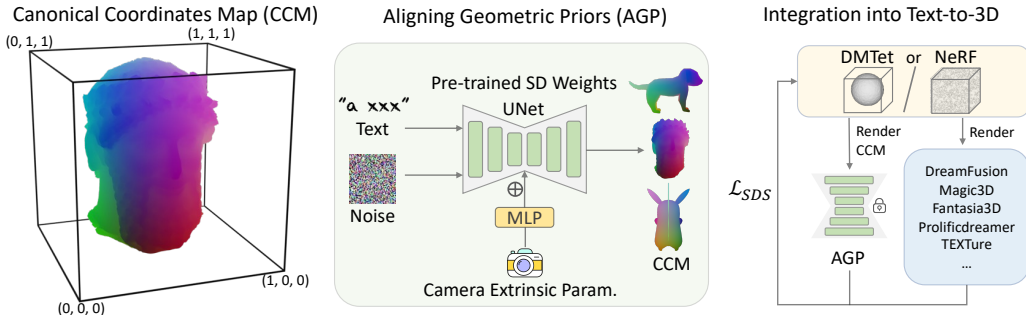 Canonical Coordinates Map (CCM)
(0, 1, 1)
(1, 1, 1)
(1, 0, 0)
(0, 0, 0)
Aligning Geometric Priors (AGP)
Pre-trained SD Weights
UNet
"a xxx"
Text
Noise
MLP
Camera Extrinsic Param.
CCM
Integration into Text-to-3D
DMTet or NeRF
Render
CCM
Render
ℒSDS
AGP
DreamFusion
Magic3D
Fantasia3D
Prolificdreamer
TEXTure
...